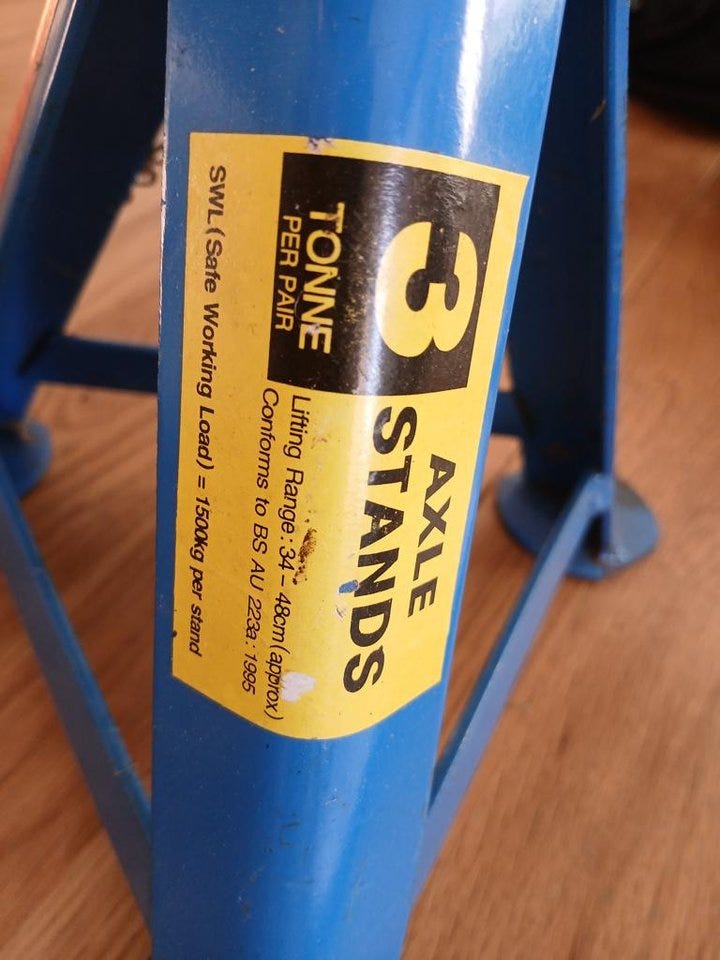 3
TONNE
PER PAIR
AXLE
STANDS
Lifting Range: 34 - 48cm (approx)
Conforms to BS AU 223a: 1995
SWL (Safe Working Load) = 1500kg per stand